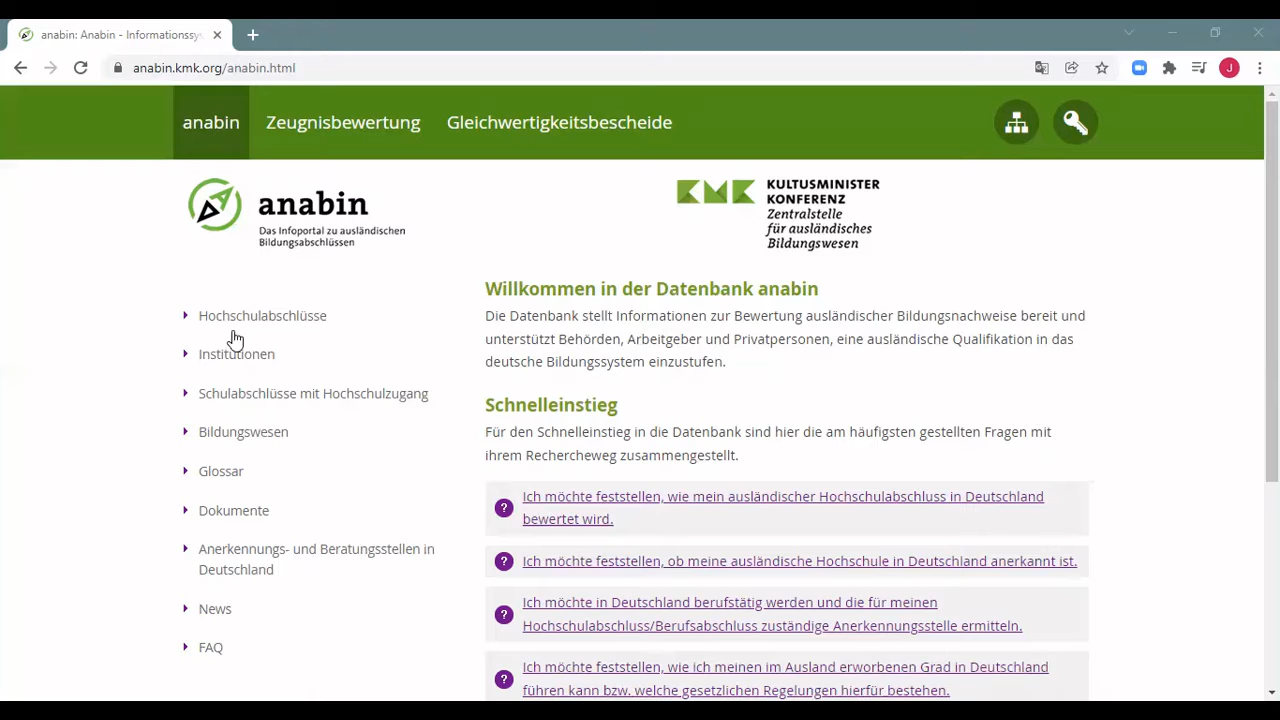 anabin: Anabin - Informationssy
anabin.kmk.org/anabin.html
J
anabin
Zeugnisbewertung
Gleichwertigkeitsbescheide
anabin
Das Infoportal zu ausländischen
Bildungsabschlüssen
KMK
KULTUSMINISTER
KONFERENZ
Zentralstelle
für ausländisches
Bildungswesen
Hochschulabschlüsse
Institutionen
Schulabschlüsse mit Hochschulzugang
Bildungswesen
Glossar
Dokumente
Anerkennungs- und Beratungsstellen in
Deutschland
News
FAQ
Willkommen in der Datenbank anabin
Die Datenbank stellt Informationen zur Bewertung ausländischer Bildungsnachweise bereit und
unterstützt Behörden, Arbeitgeber und Privatpersonen, eine ausländische Qualifikation in das
deutsche Bildungssystem einzustufen.
Schnelleinstieg
Für den Schnelleinstieg in die Datenbank sind hier die am häufigsten gestellten Fragen mit
ihrem Rechercheweg zusammengestellt.
? Ich möchte feststellen, wie mein ausländischer Hochschulabschluss in Deutschland
bewertet wird.
? Ich möchte feststellen, ob meine ausländische Hochschule in Deutschland anerkannt ist.
? Ich möchte in Deutschland berufstätig werden und die für meinen
Hochschulabschluss/Berufsabschluss zuständige Anerkennungsstelle ermitteln.
? Ich möchte feststellen, wie ich meinen im Ausland erworbenen Grad in Deutschland
führen kann bzw. welche gesetzlichen Regelungen hierfür bestehen.